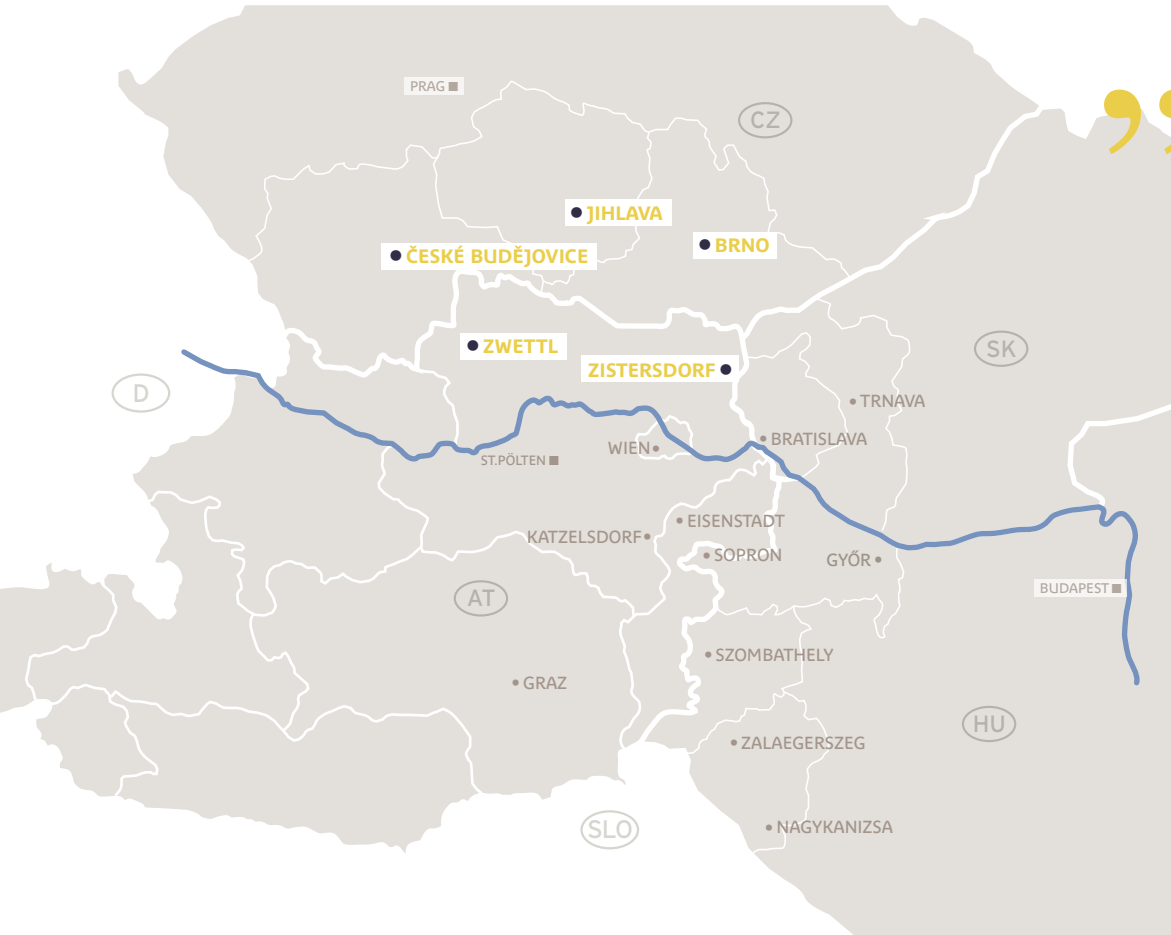 PRAG
CZ
”
JIHLAVA
BRNO
ČESKÉ BUDĚJOVICE
ZWETTL
SK
ZISTERSDORF
D
TRNAVA
BRATISLAVA
WIEN
ST.PÖLTEN
EISENSTADT
KATZELSDORF
SOPRON
GYŐR
BUDAPEST
AT
SZOMBATHELY
GRAZ
HU
ZALAEGERSZEG
SLO
NAGYKANIZSA